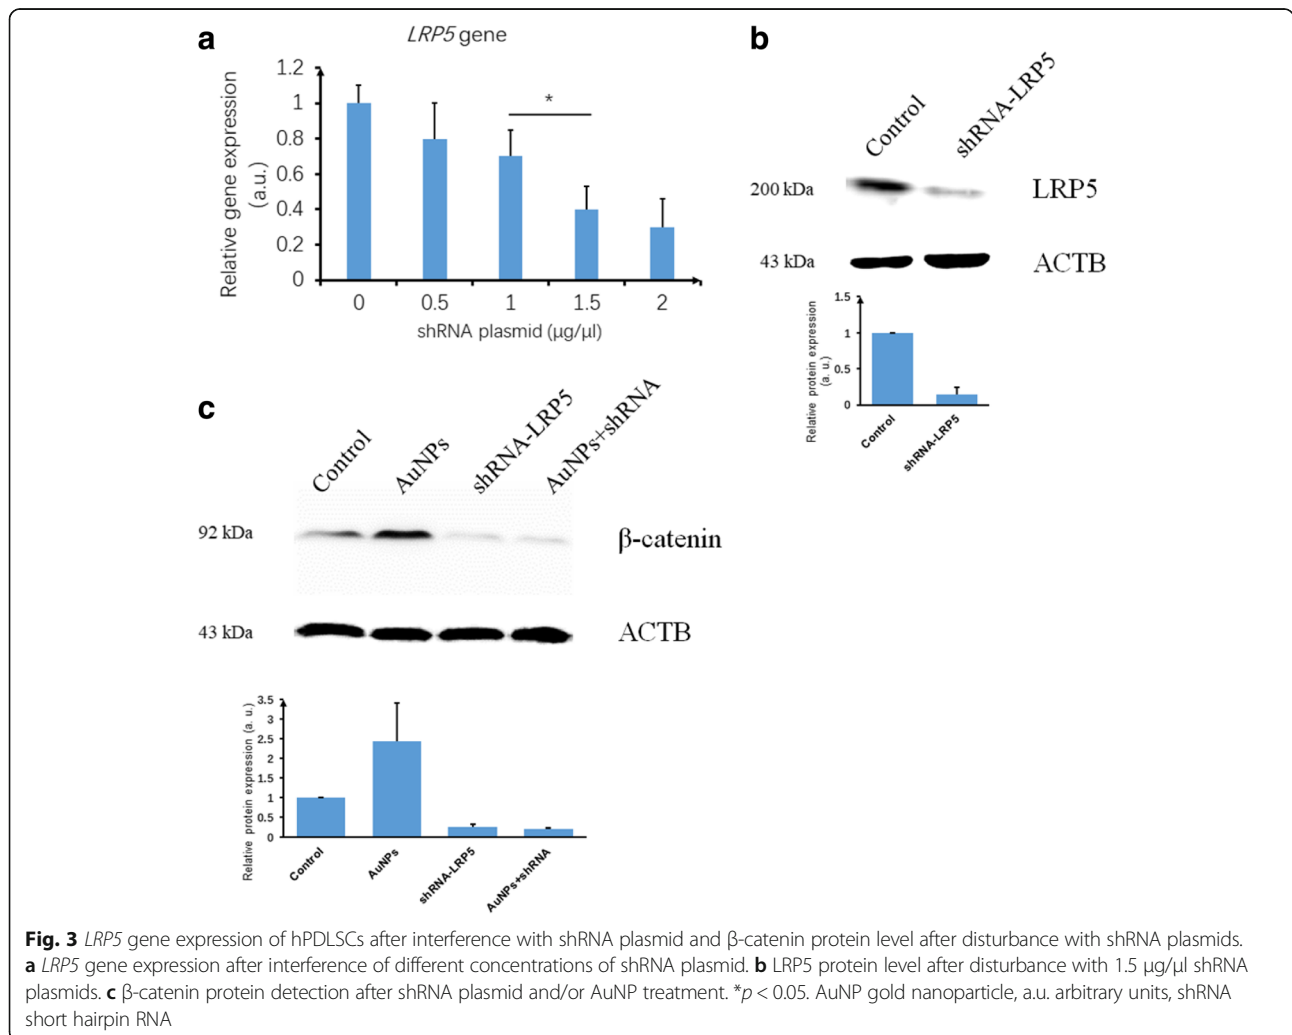 a
LRP5 gene
Relative gene expression
(a.u.)
1.2
1
0.8
0.6
0.4
0.2
0
*
0 0.5 1 1.5 2
shRNA plasmid (μg/μl)
b
Control
shRNA-LRP5
200 kDa
LRP5
43 kDa
ACTB
Relative protein expression
(a. u.)
1.5
1
0.5
0
Control
shRNA-LRP5
c
Control
AuNPs
shRNA-LRP5
AuNPs+shRNA
92 kDa
β-catenin
43 kDa
ACTB
Relative protein expression (a. u.)
3.5
3
2.5
2
1.5
1
0.5
0
Control
AuNPs
shRNA-LRP5
AuNPs+shRNA
Fig. 3 LRP5 gene expression of hPDLSCs after interference with shRNA plasmid and β-catenin protein level after disturbance with shRNA plasmids.
a LRP5 gene expression after interference of different concentrations of shRNA plasmid. b LRP5 protein level after disturbance with 1.5 μg/μl shRNA
plasmids. c β-catenin protein detection after shRNA plasmid and/or AuNP treatment. *p < 0.05. AuNP gold nanoparticle, a.u. arbitrary units, shRNA
short hairpin RNA